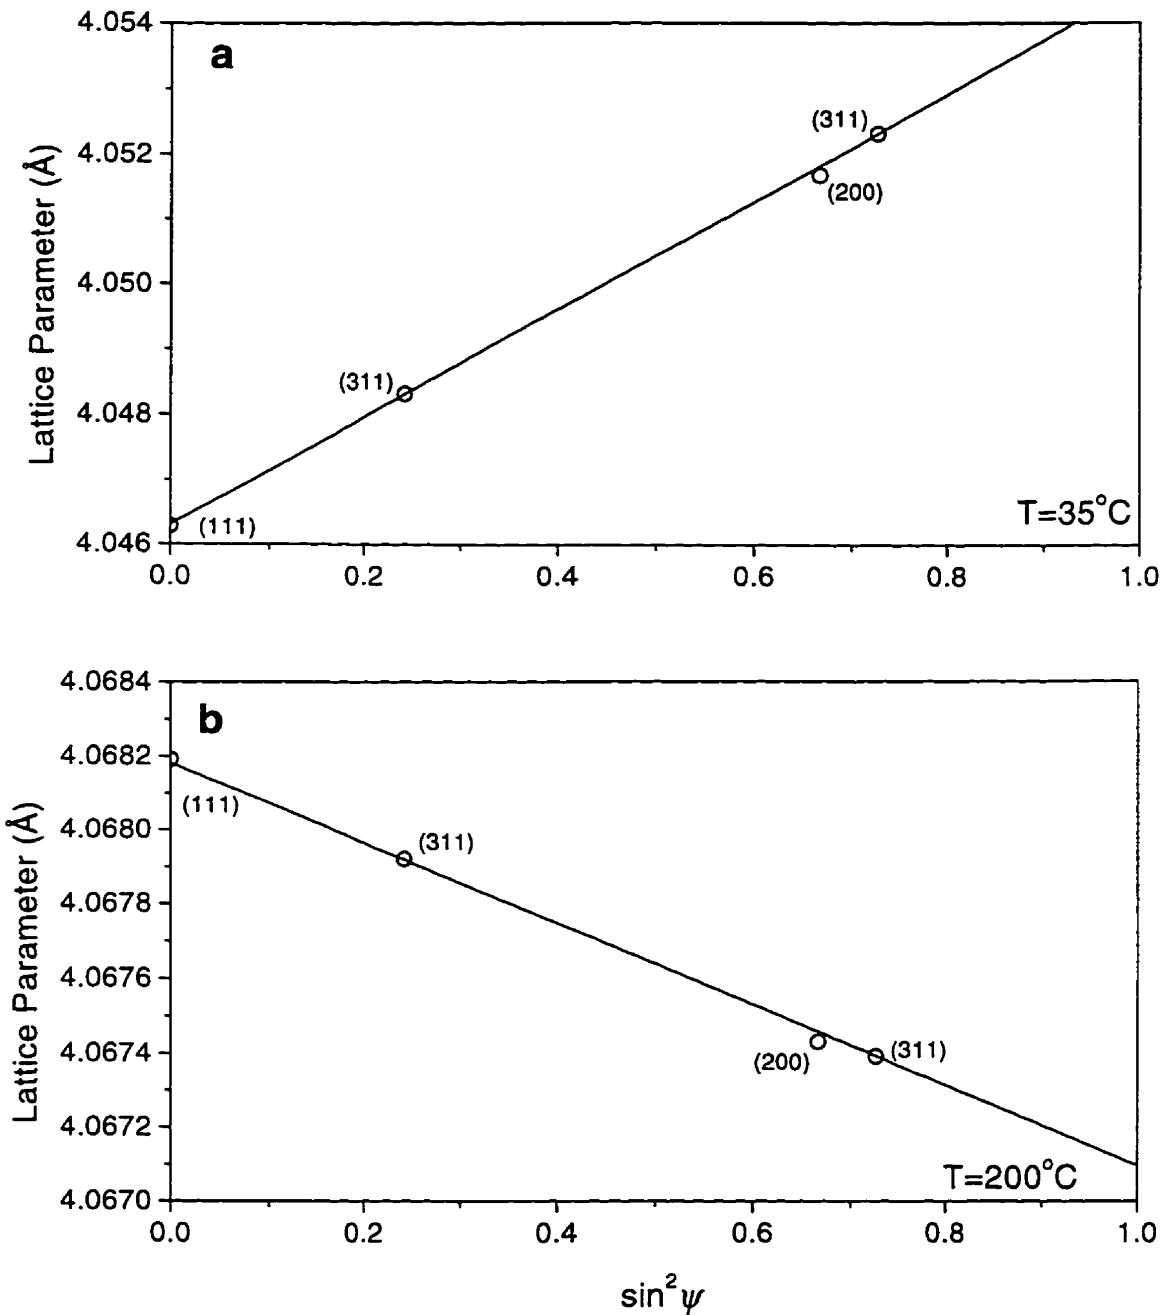 a
4.054
4.052
4.050
4.048
4.046
Lattice Parameter (Å)
(311)
(200)
(311)
(111)
T=35°C
0.0 0.2 0.4 0.6 0.8 1.0
b
4.0684
4.0682
4.0680
4.0678
4.0676
4.0674
4.0672
4.0670
Lattice Parameter (Å)
(111)
(311)
(200)
(311)
T=200°C
0.0 0.2 0.4 0.6 0.8 1.0
sin²ψ